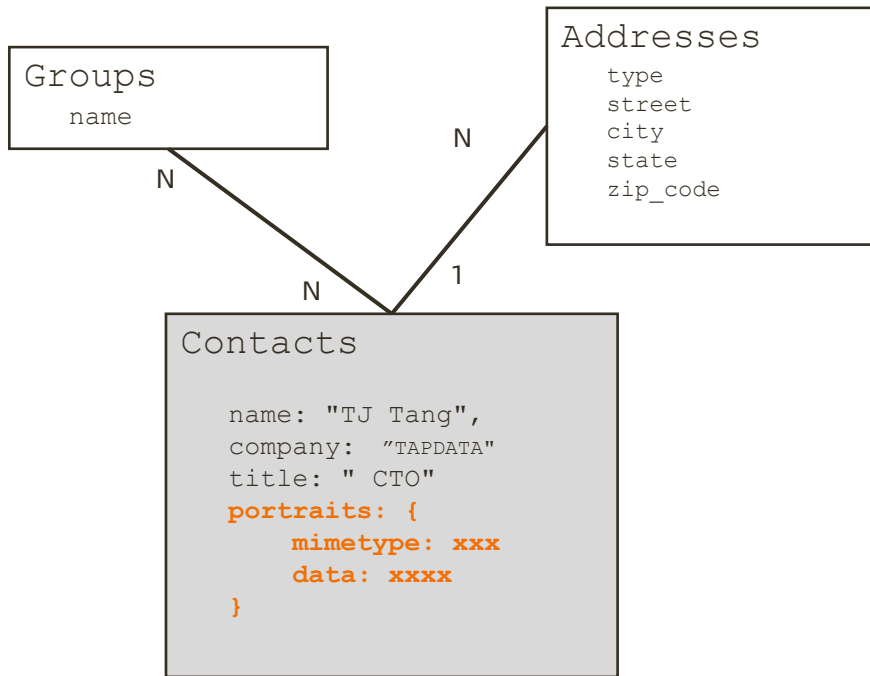 Groups
name
N
N
Addresses
type
street
city
state
zip_code
N
1
Contacts
name: "TJ Tang",
company: ”TAPDATA"
title: " CTO"
portraits: {
mimetype: xxx
data: xxxx
}